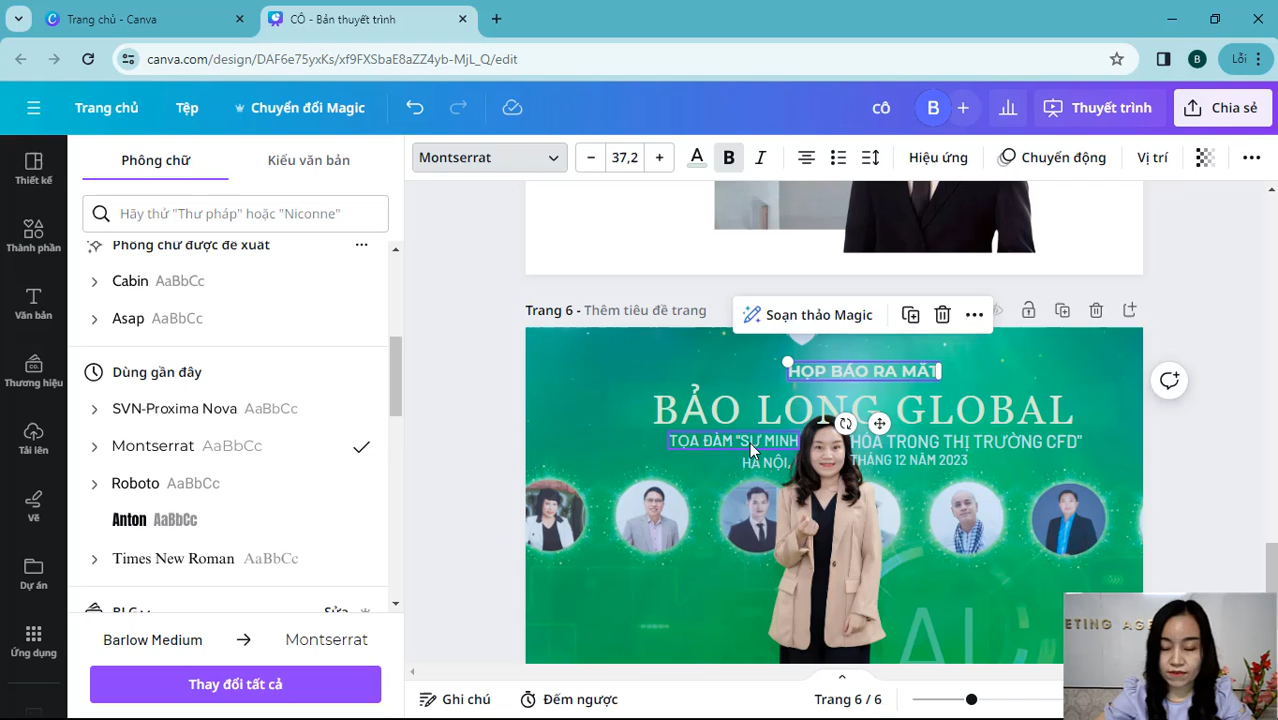 Trang chủ - Canva
CÔ - Bản thuyết trình
canva.com/design/DAF6e75yxKs/xf9FXSbaE8aZZ4yb-MjL_Q/edit
B
Lỗi
Trang chủ
Tệp
Chuyển đổi Magic
CÔ
B
Thuyết trình
Chia sẻ
Phông chữ
Kiểu văn bản
Montserrat
37,2
A
B
I
Hiệu ứng
Chuyển động
Vị trí
Thiết kế
Thành phần
Văn bản
Thương hiệu
Tải lên
Vẽ
Dự án
Ứng dụng
Hãy thử "Thư pháp" hoặc "Niconne"
Phông chữ được đề xuất
Cabin AaBbCc
Asap AaBbCc
Dùng gần đây
SVN-Proxima Nova AaBbCc
Montserrat AaBbCc
Roboto AaBbCc
Anton AaBbCc
Times New Roman AaBbCc
Sửa
Barlow Medium → Montserrat
Thay đổi tất cả
Trang 6 - Thêm tiêu đề trang
Soạn thảo Magic
HỌP BÁO RA MẮT
BẢO LONG GLOBAL
TỌA ĐÀM "SỰ MINH HÓA TRONG THỊ TRƯỜNG CFD"
HÀ NỘI, THÁNG 12 NĂM 2023
Ghi chú
Đếm ngược
Trang 6 / 6
ETING AGE